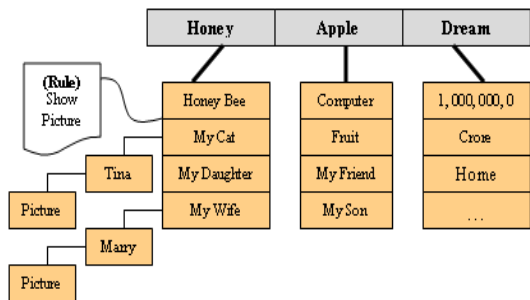 Honey Apple Dream
(Rule)
Show
Picture
Honey Bee Computer 1,000,000,0
My Cat Fruit Crore
Tina My Daughter My Friend Home
Picture My Wife My Son ...
Marry
Picture